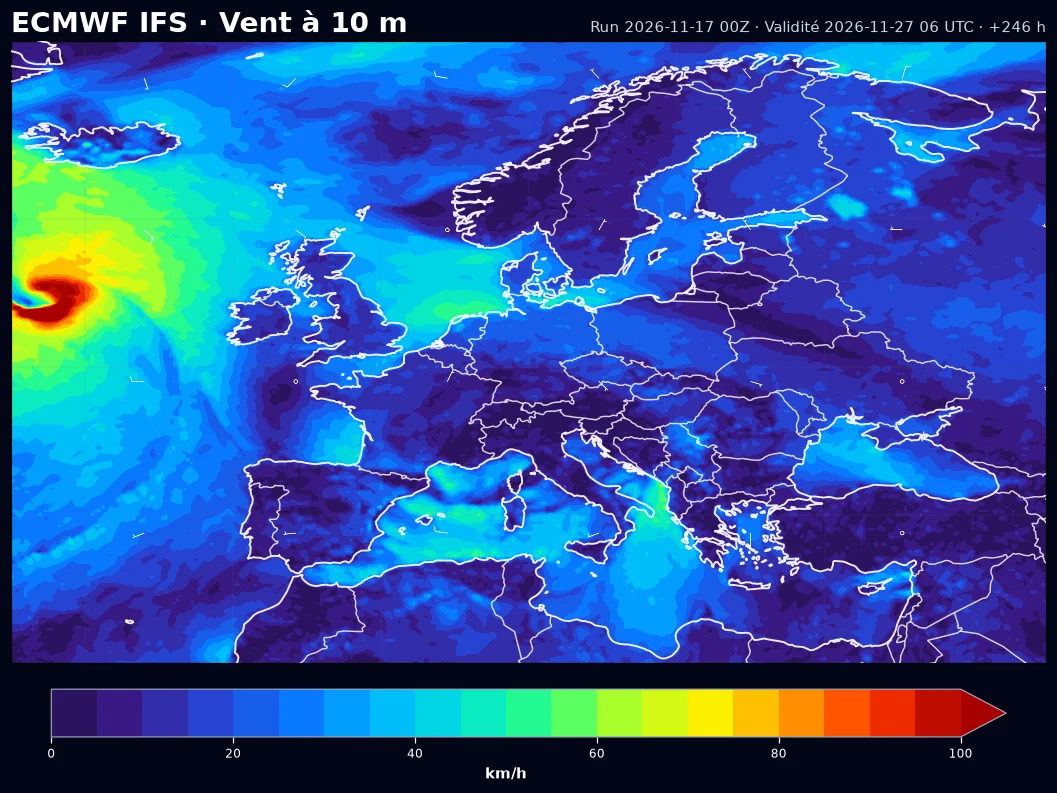 ECMWF IFS · Vent à 10 m
Run 2026-11-17 00Z · Validité 2026-11-27 06 UTC · +246 h
0 20 40 60 80 100
km/h